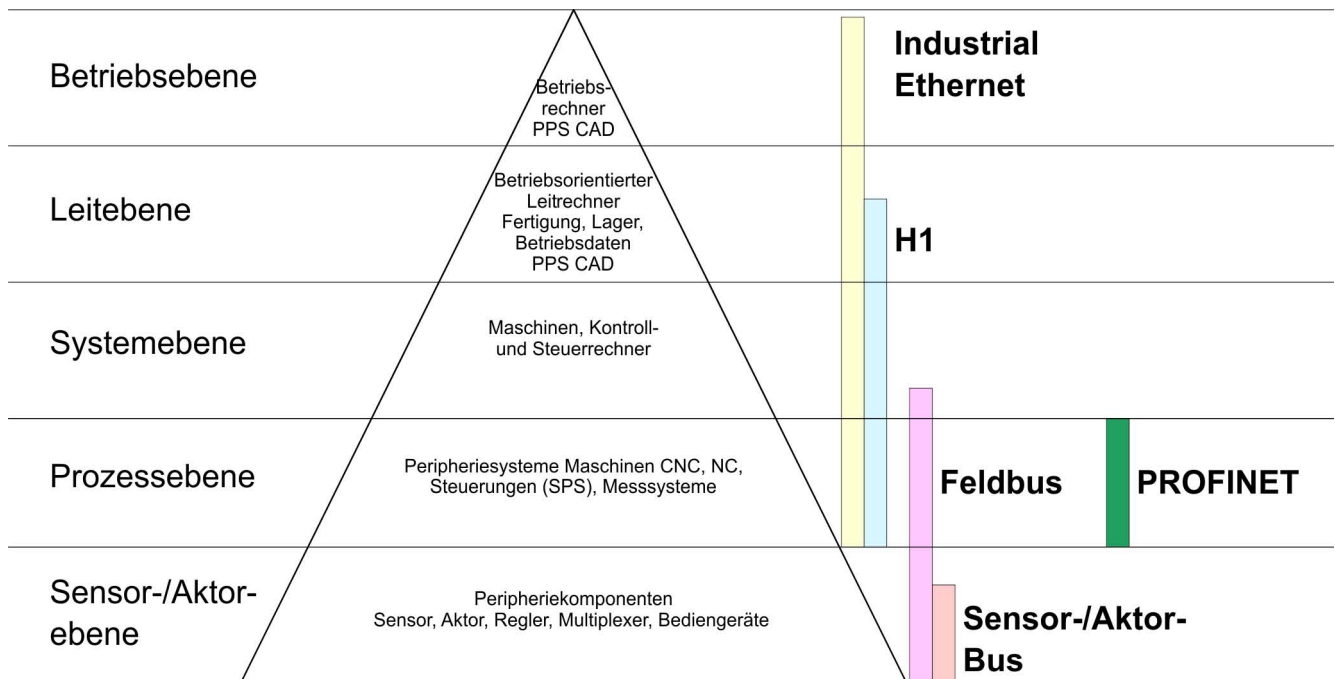 Betriebsebene
Betriebs-
rechner
PPS CAD
Industrial
Ethernet
Leitebene
Betriebsorientierter
Leitrechner
Fertigung, Lager,
Betriebsdaten
PPS CAD
H1
Systemebene
Maschinen, Kontroll-
und Steuerrechner
Prozessebene
Peripheriesysteme Maschinen CNC, NC,
Steuerungen (SPS), Messsysteme
Feldbus
PROFINET
Sensor-/Aktor-
ebene
Peripheriekomponenten
Sensor, Aktor, Regler, Multiplexer, Bediengeräte
Sensor-/Aktor-
Bus